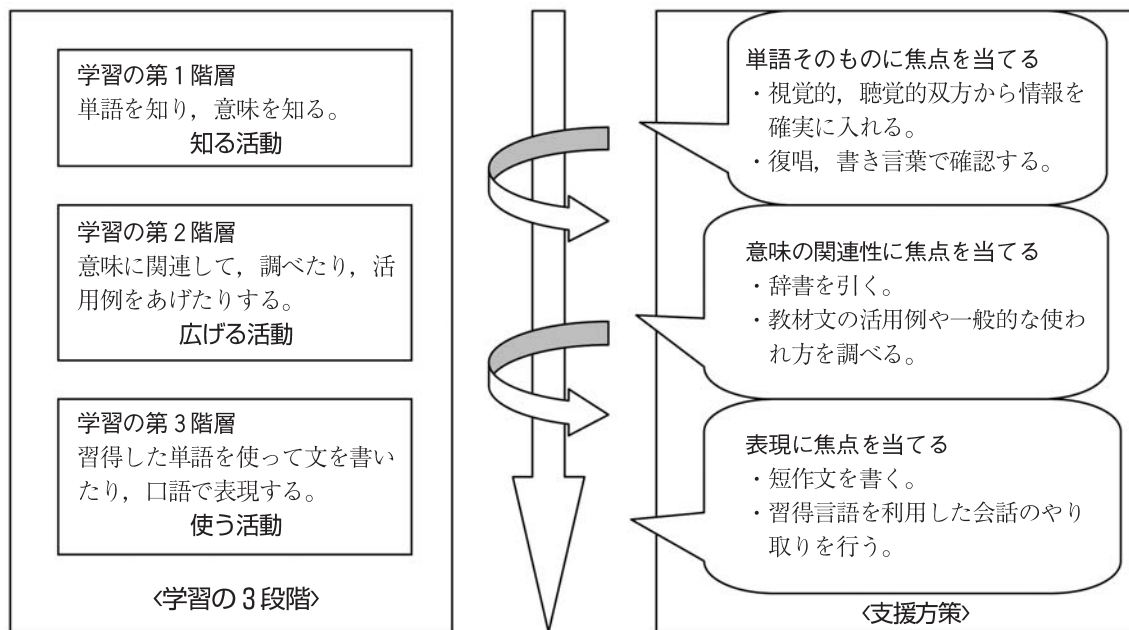 学習の第1階層
単語を知り，意味を知る。
知る活動
学習の第2階層
意味に関連して，調べたり，活
用例をあげたりする。
広げる活動
学習の第3階層
習得した単語を使って文を書い
たり，口語で表現する。
使う活動
〈学習の3段階〉
単語そのものに焦点を当てる
・視覚的，聴覚的双方から情報を
確実に入れる。
・復唱，書き言葉で確認する。
意味の関連性に焦点を当てる
・辞書を引く。
・教材文の活用例や一般的な使わ
れ方を調べる。
表現に焦点を当てる
・短作文を書く。
・習得言語を利用した会話のやり
取りを行う。
〈支援方策〉